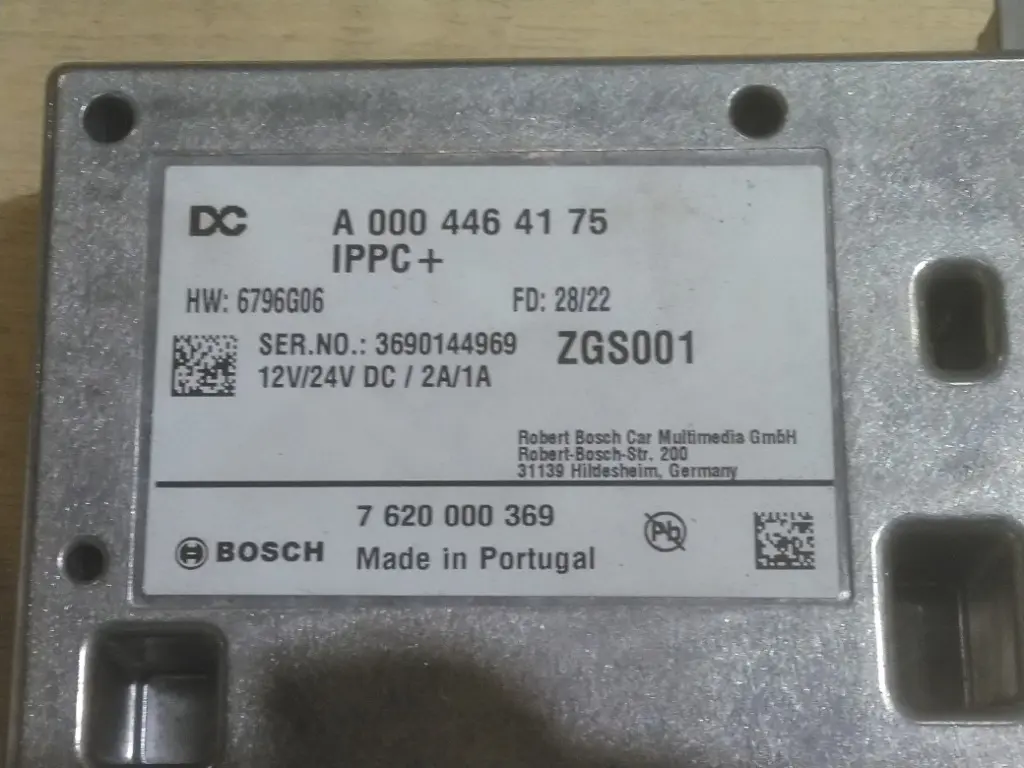 DC A 000 446 41 75
IPPC+
HW: 6796G06 FD: 28/22
SER.NO.: 3690144969 ZGS001
12V/24V DC / 2A/1A
Robert Bosch Car Multimedia GmbH
Robert-Bosch-Str. 200
31139 Hildesheim, Germany
7 620 000 369
Pb
BOSCH Made in Portugal